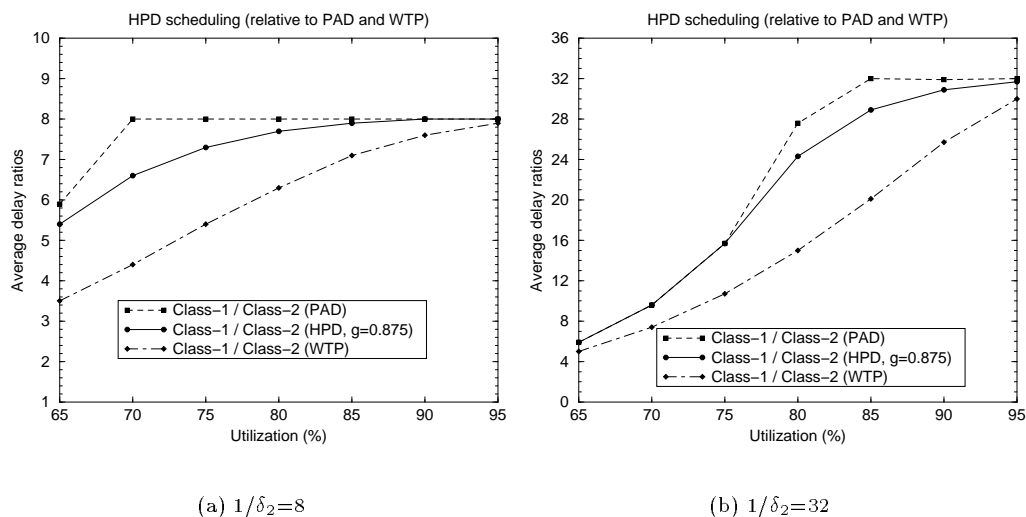 HPD scheduling (relative to PAD and WTP)
10
9
8
7
6
5
4
3
2
1
Average delay ratios
Class−1 / Class−2 (PAD)
Class−1 / Class−2 (HPD, g=0.875)
Class−1 / Class−2 (WTP)
65 70 75 80 85 90 95
Utilization (%)
(a) 1/δ₂=8
HPD scheduling (relative to PAD and WTP)
36
32
28
24
20
16
12
8
4
0
Average delay ratios
Class−1 / Class−2 (PAD)
Class−1 / Class−2 (HPD, g=0.875)
Class−1 / Class−2 (WTP)
65 70 75 80 85 90 95
Utilization (%)
(b) 1/δ₂=32